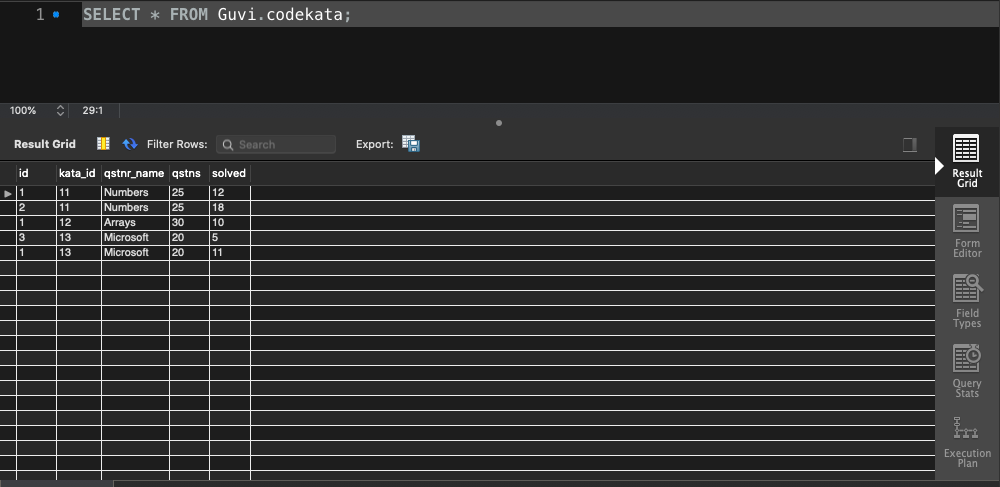 1 SELECT * FROM Guvi.codekata;
100% 29:1
Result Grid Filter Rows: Search Export:
id kata_id qstnr_name qstns solved
1 11 Numbers 25 12
2 11 Numbers 25 18
1 12 Arrays 30 10
3 13 Microsoft 20 5
1 13 Microsoft 20 11
Result
Grid
Form
Editor
Field
Types
Query
Stats
Execution
Plan